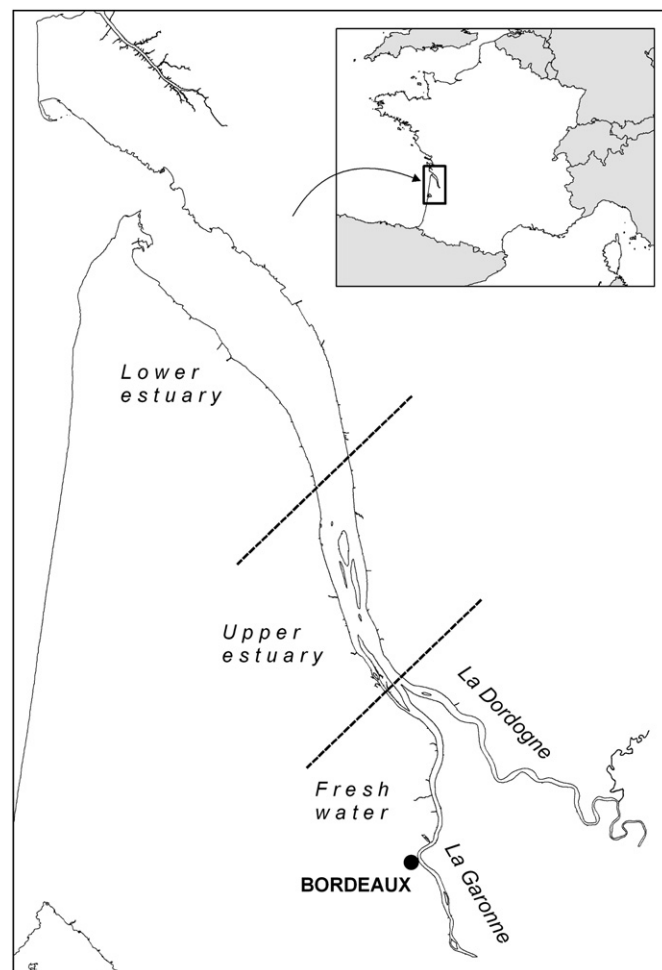 Lower
estuary
Upper
estuary
La Dordogne
Fresh
water
BORDEAUX
La Garonne